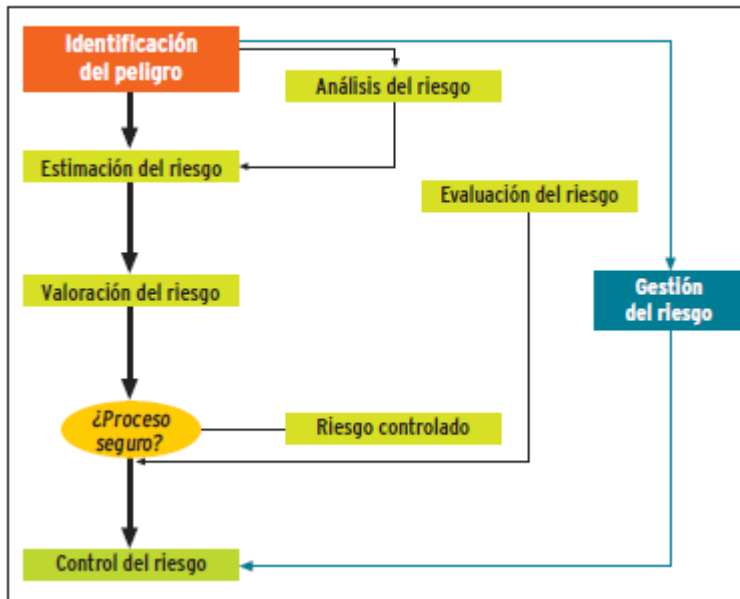 Identificación
del peligro
Análisis del riesgo
Estimación del riesgo
Evaluación del riesgo
Valoración del riesgo
Gestión
del riesgo
¿Proceso
seguro?
Riesgo controlado
Control del riesgo